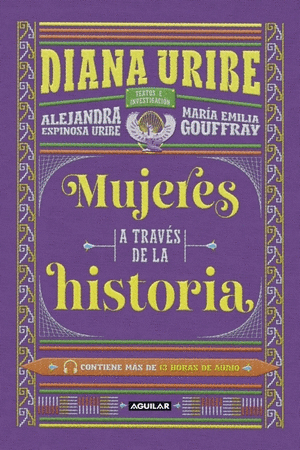 DIANA URIBE
TEXTOS E
INVESTIGACIÓN
ALEJANDRA
ESPINOSA URIBE
MARÍA EMILIA
GOUFFRAY
Mujeres
A TRAVÉS
DE LA
historia
CONTIENE MÁS DE 13 HORAS DE AUDIO
AGUILAR